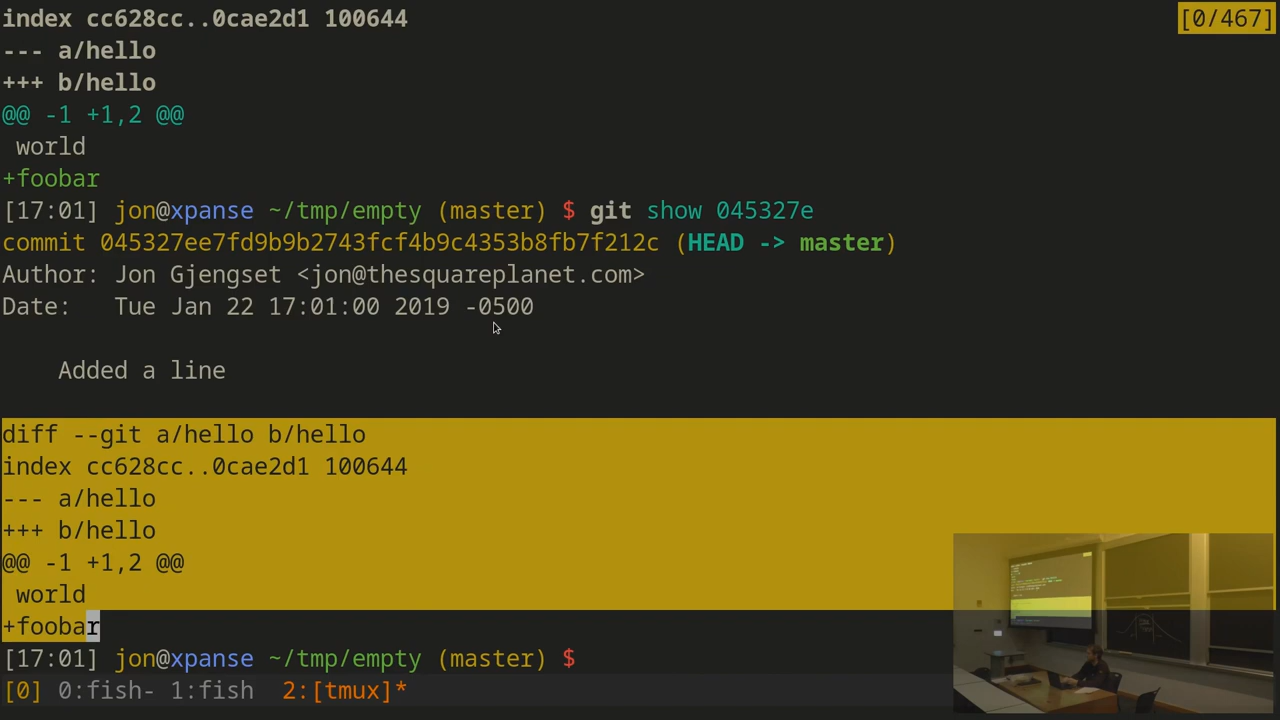 index cc628cc..0cae2d1 100644 [0/467]
--- a/hello
+++ b/hello
@@ -1 +1,2 @@
 world
+foobar
[17:01] jon@xpanse ~/tmp/empty (master) $ git show 045327e
commit 045327ee7fd9b9b2743fcf4b9c4353b8fb7f212c (HEAD -> master)
Author: Jon Gjengset <jon@thesquareplanet.com>
Date:   Tue Jan 22 17:01:00 2019 -0500
    Added a line
diff --git a/hello b/hello
index cc628cc..0cae2d1 100644
--- a/hello
+++ b/hello
@@ -1 +1,2 @@
 world
+foobar
[17:01] jon@xpanse ~/tmp/empty (master) $
[0] 0:fish- 1:fish  2:[tmux]*